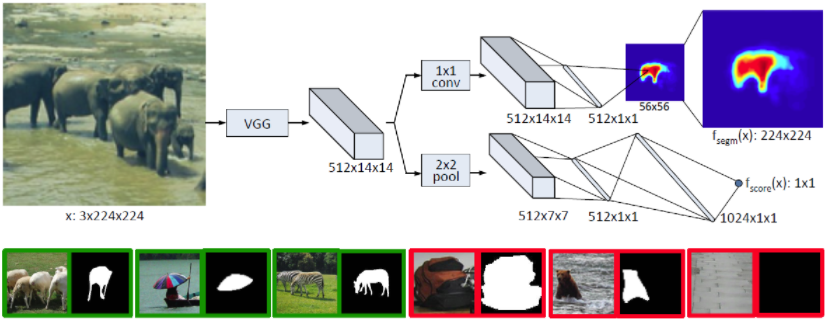 x: 3x224x224
VGG
512x14x14
1x1
conv
512x14x14
512x1x1
56x56
f_segm(x): 224x224
2x2
pool
512x7x7
512x1x1
1024x1x1
f_score(x): 1x1